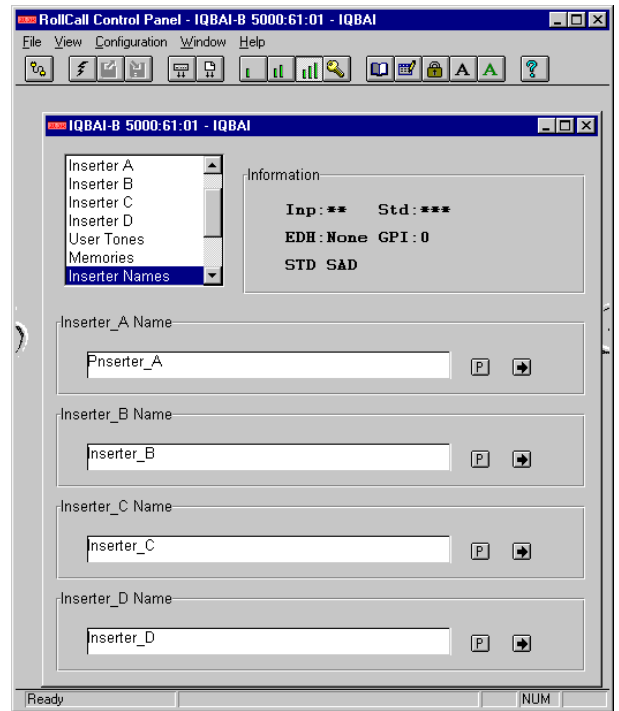 RollCall Control Panel - IQBAI-B 5000:61:01 - IQBAI
File View Configuration Window Help
A A
IQBAI-B 5000:61:01 - IQBAI
Inserter A
Inserter B
Inserter C
Inserter D
User Tones
Memories
Inserter Names
Information
Inp:** Std:***
EDH:None GPI:0
STD SAD
Inserter_A Name
Pnserter_A
P
Inserter_B Name
Inserter_B
P
Inserter_C Name
Inserter_C
P
Inserter_D Name
Inserter_D
P
Ready
NUM